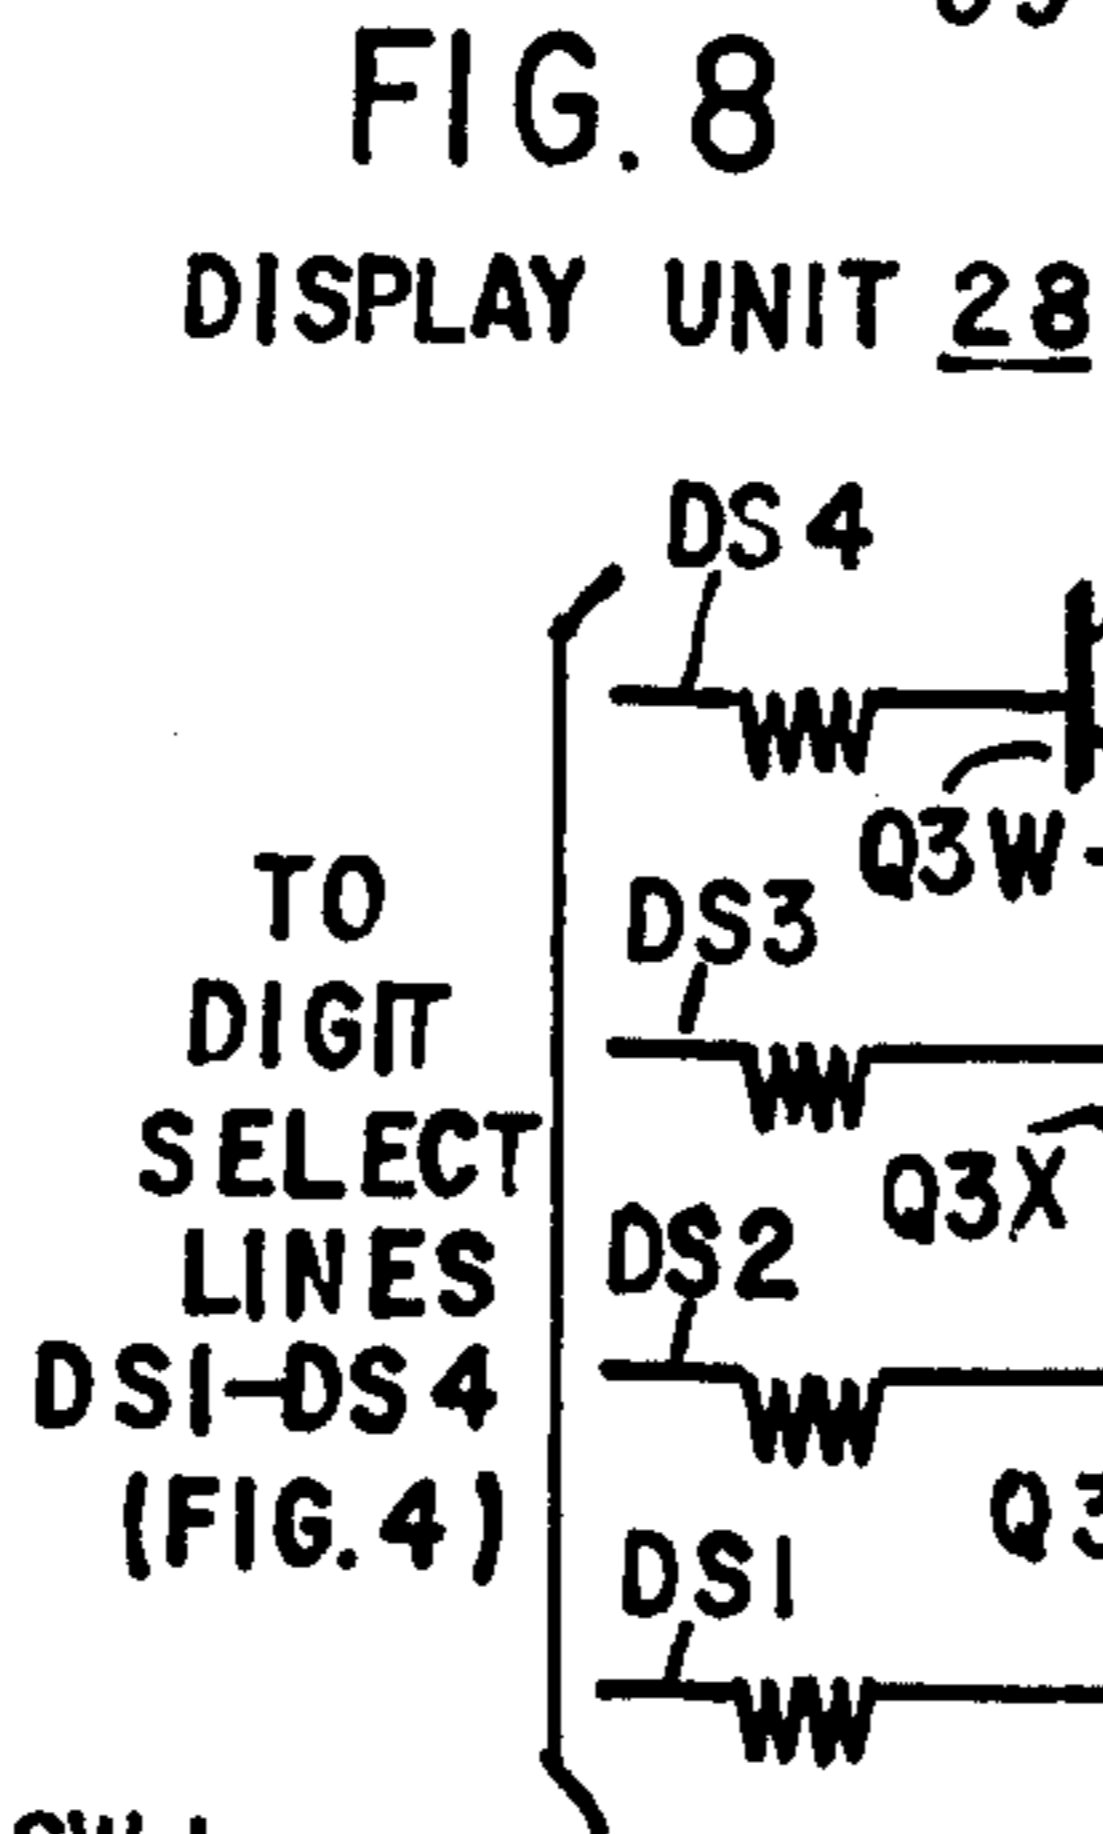 FIG. 8
DISPLAY UNIT 28
DS4
Q3W
TO
DIGIT
SELECT
LINES
DS1-DS4
(FIG. 4)
DS3
Q3X
DS2
DS1